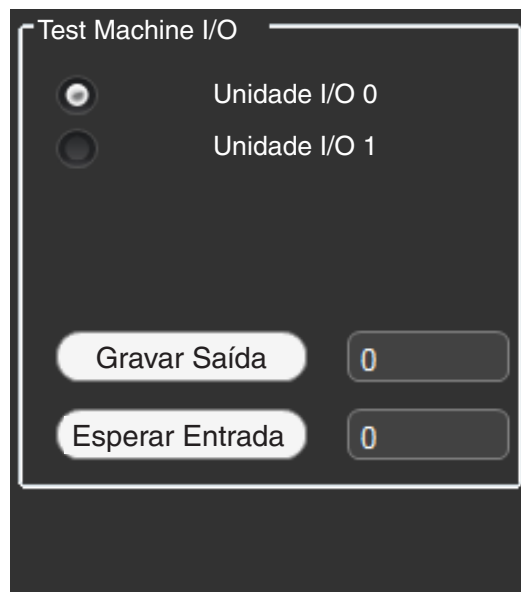 Test Machine I/O
Unidade I/O 0
Unidade I/O 1
Gravar Saída 0
Esperar Entrada 0